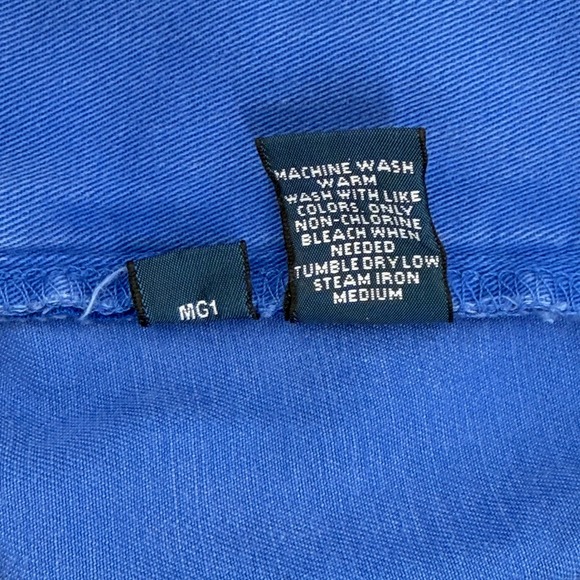 MACHINE WASH
WARM
WASH WITH LIKE
COLORS. ONLY
NON-CHLORINE
BLEACH WHEN
NEEDED
TUMBLE DRY LOW
STEAM IRON
MEDIUM
MG1